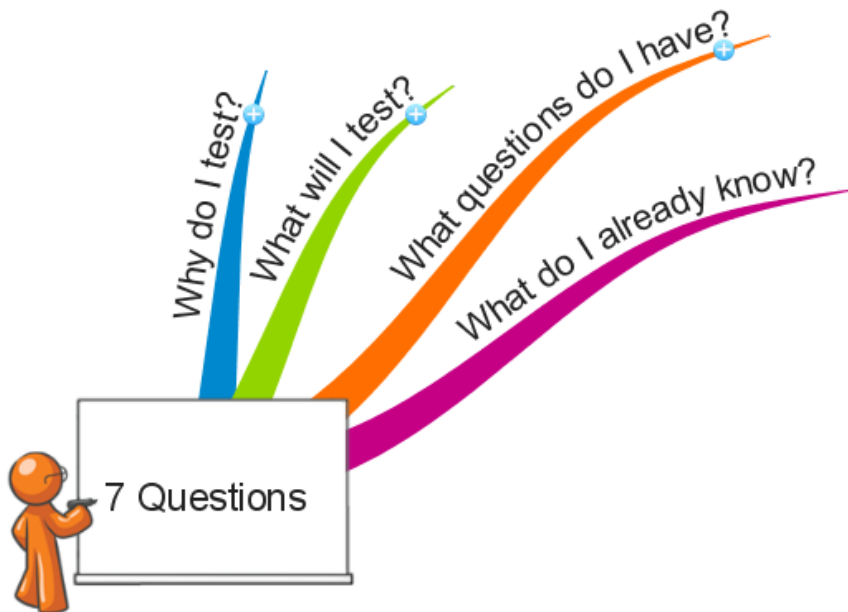 Why do I test?
What will I test?
What questions do I have?
What do I already know?
7 Questions